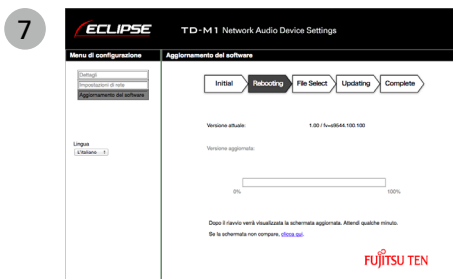 7
ECLIPSE
TD-M1 Network Audio Device Settings
Menu di configurazione
Aggiornamento del software
Dettagli
Impostazioni di rete
Aggiornamento del software
Initial
Rebooting
File Select
Updating
Complete
Versione attuale:
1.00 / fw=s9544.100.100
Lingua
L'italiano
Versione aggiornata:
0%
100%
Dopo il riavvio verrà visualizzata la schermata aggiornata. Attendi qualche minuto.
Se la schermata non compare, clicca qui.
FUJITSU TEN